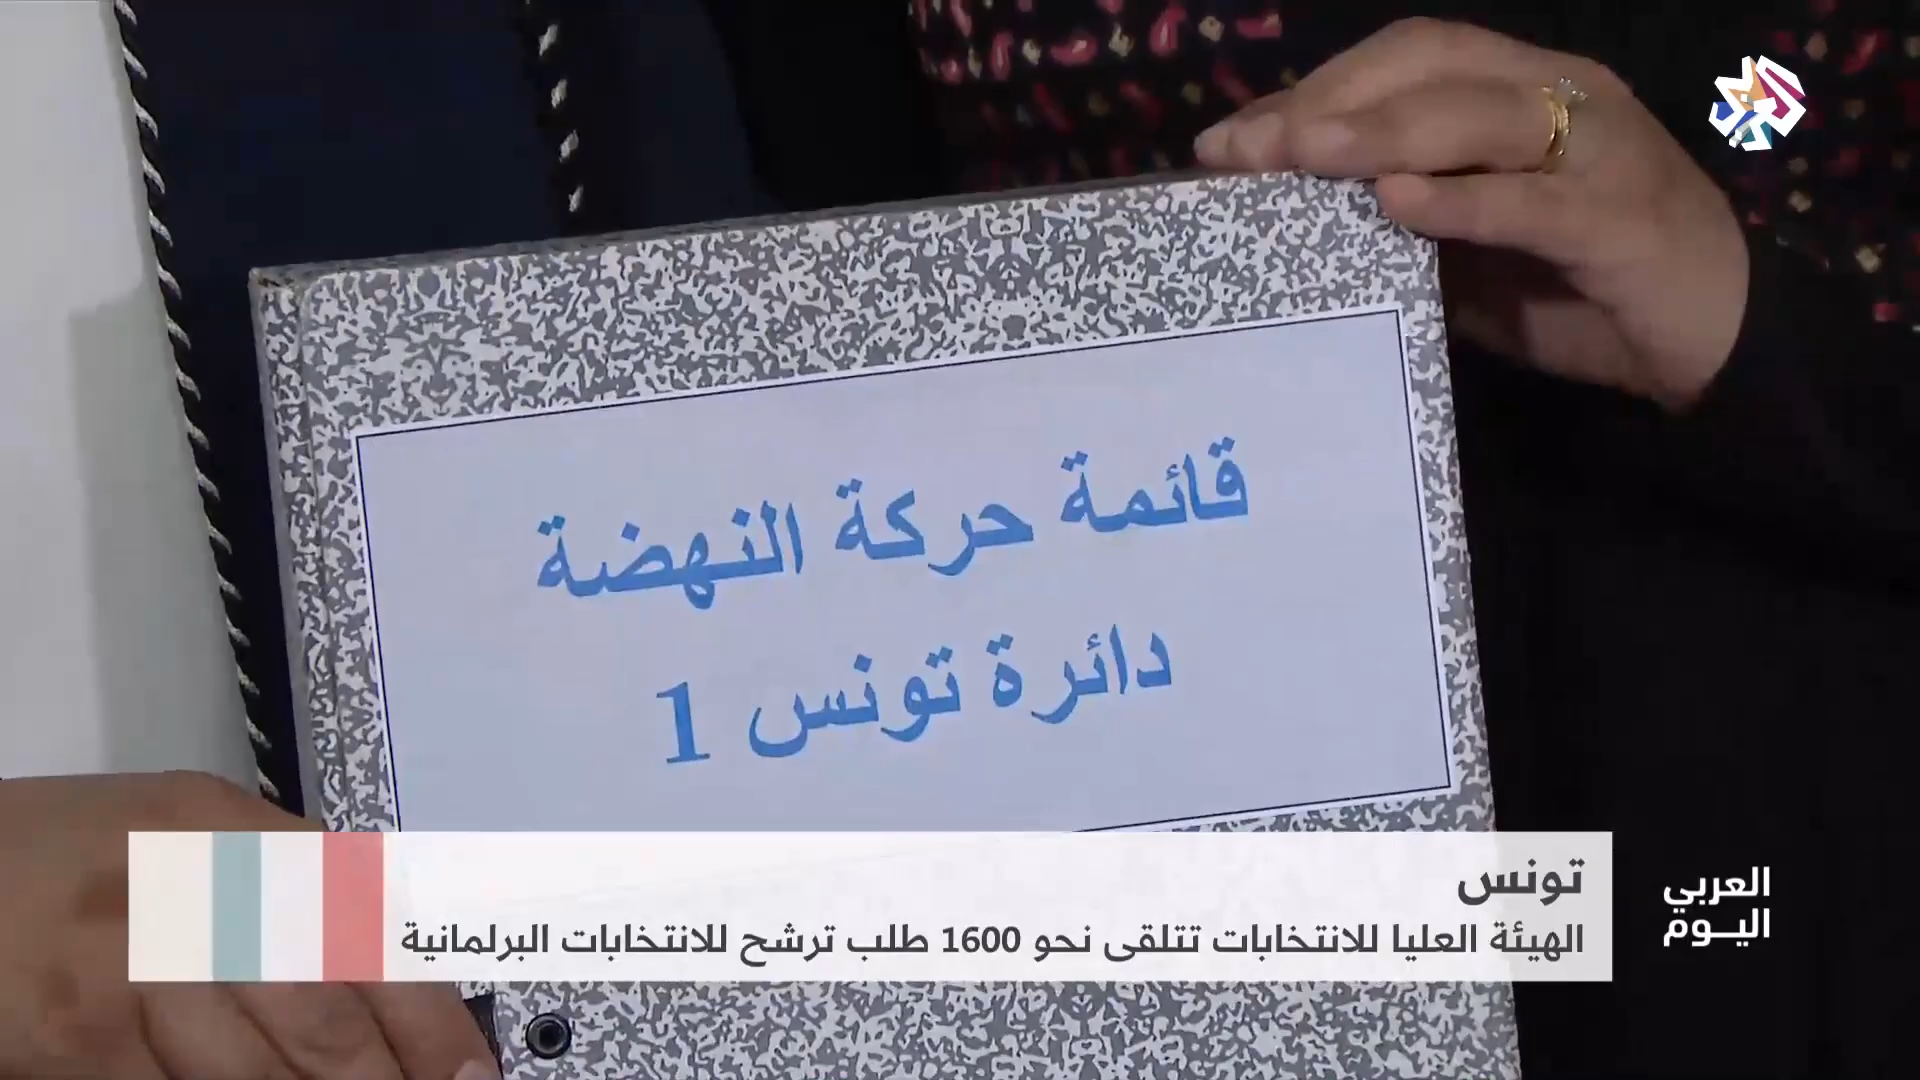 قائمة حركة النهضة
دائرة تونس 1
تونس
الهيئة العليا للانتخابات تتلقى نحو 1600 طلب ترشح للانتخابات البرلمانية
العربي
اليوم